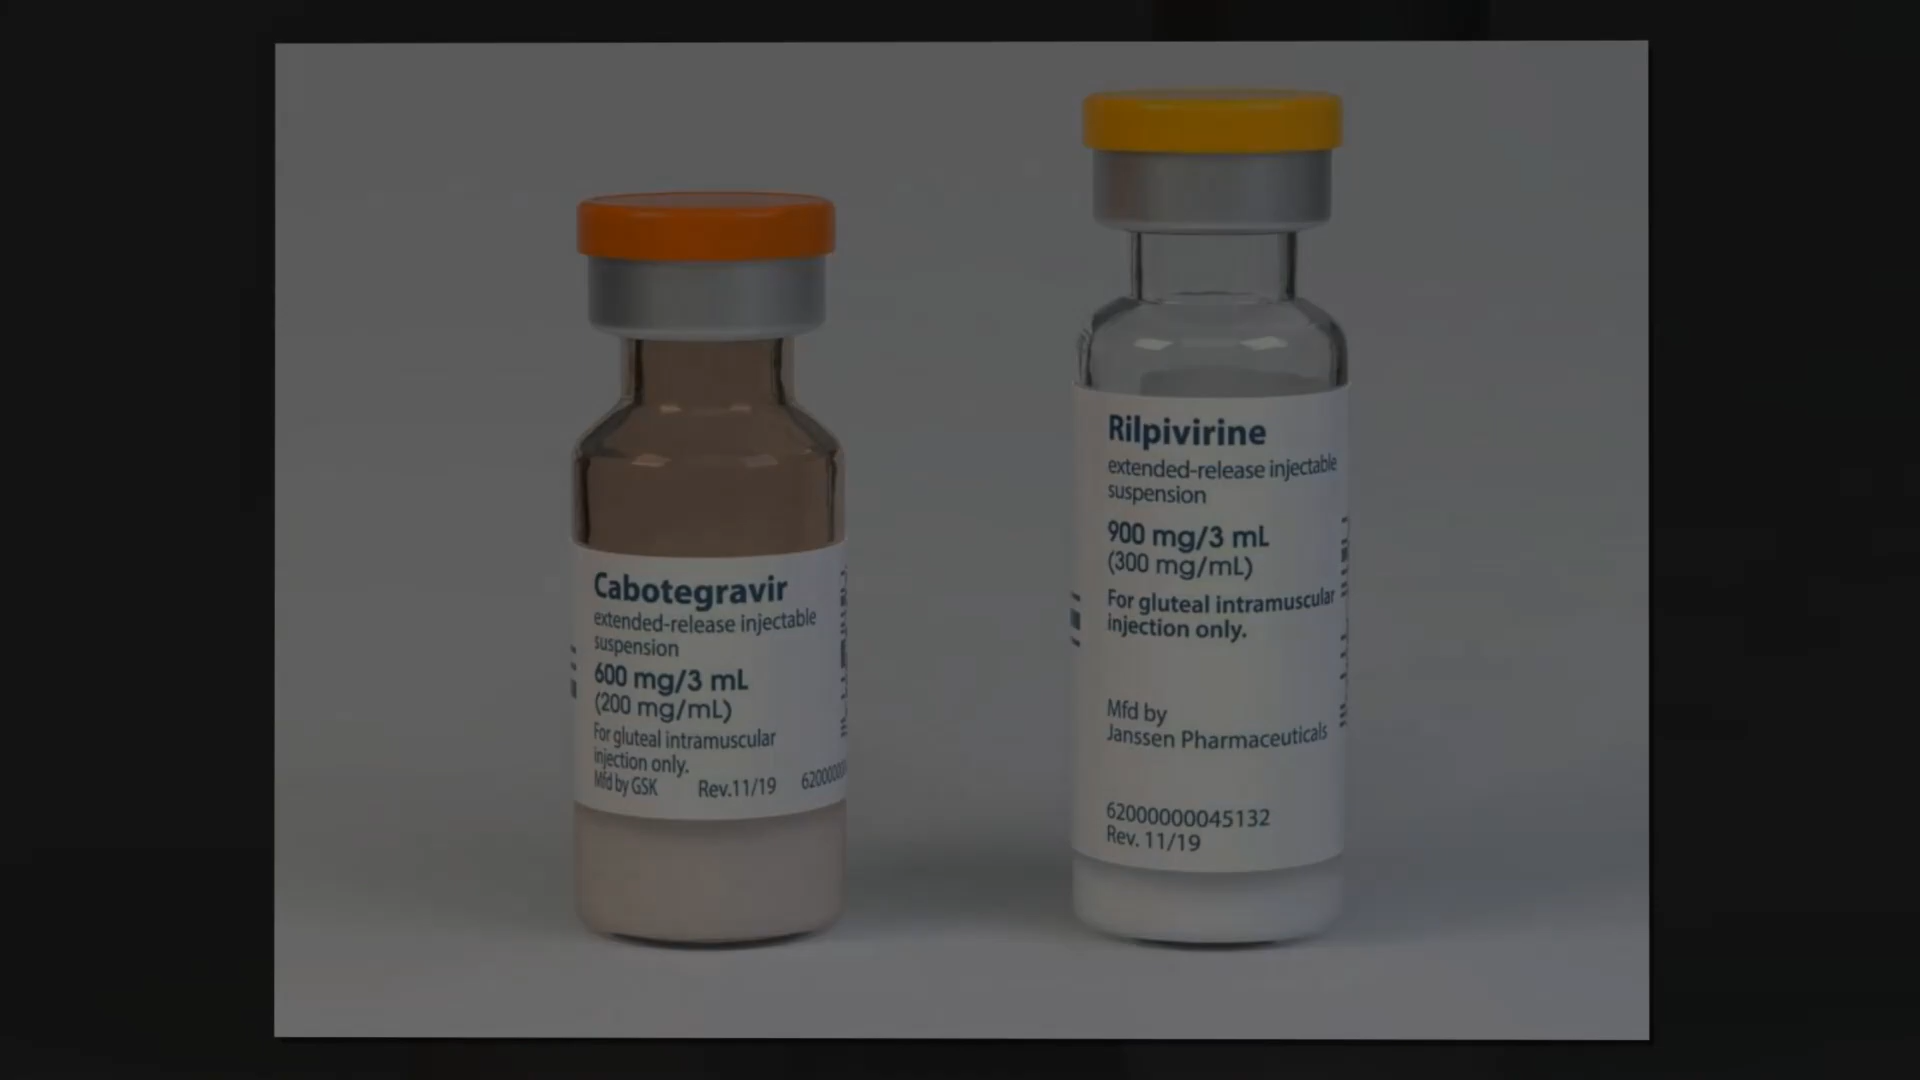 Cabotegravir
extended-release injectable
suspension
600 mg/3 mL
(200 mg/mL)
For gluteal intramuscular
injection only.
Mfd by GSK Rev.11/19
Rilpivirine
extended-release injectable
suspension
900 mg/3 mL
(300 mg/mL)
For gluteal intramuscular
injection only.
Mfd by
Janssen Pharmaceuticals
62000000045132
Rev. 11/19